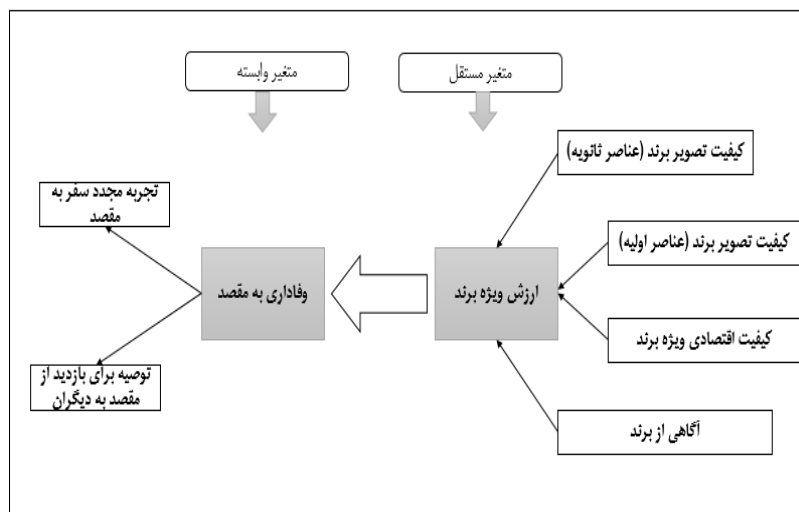 متغیر مستقل
متغیر وابسته
کیفیت تصویر برند (عناصر ثانویه)
کیفیت تصویر برند (عناصر اولیه)
کیفیت اقتصادی ویژه برند
آگاهی از برند
ارزش ویژه برند
وفاداری به مقصد
تجربه مجدد سفر به
مقصد
توصیه برای بازدید از
مقصد به دیگران